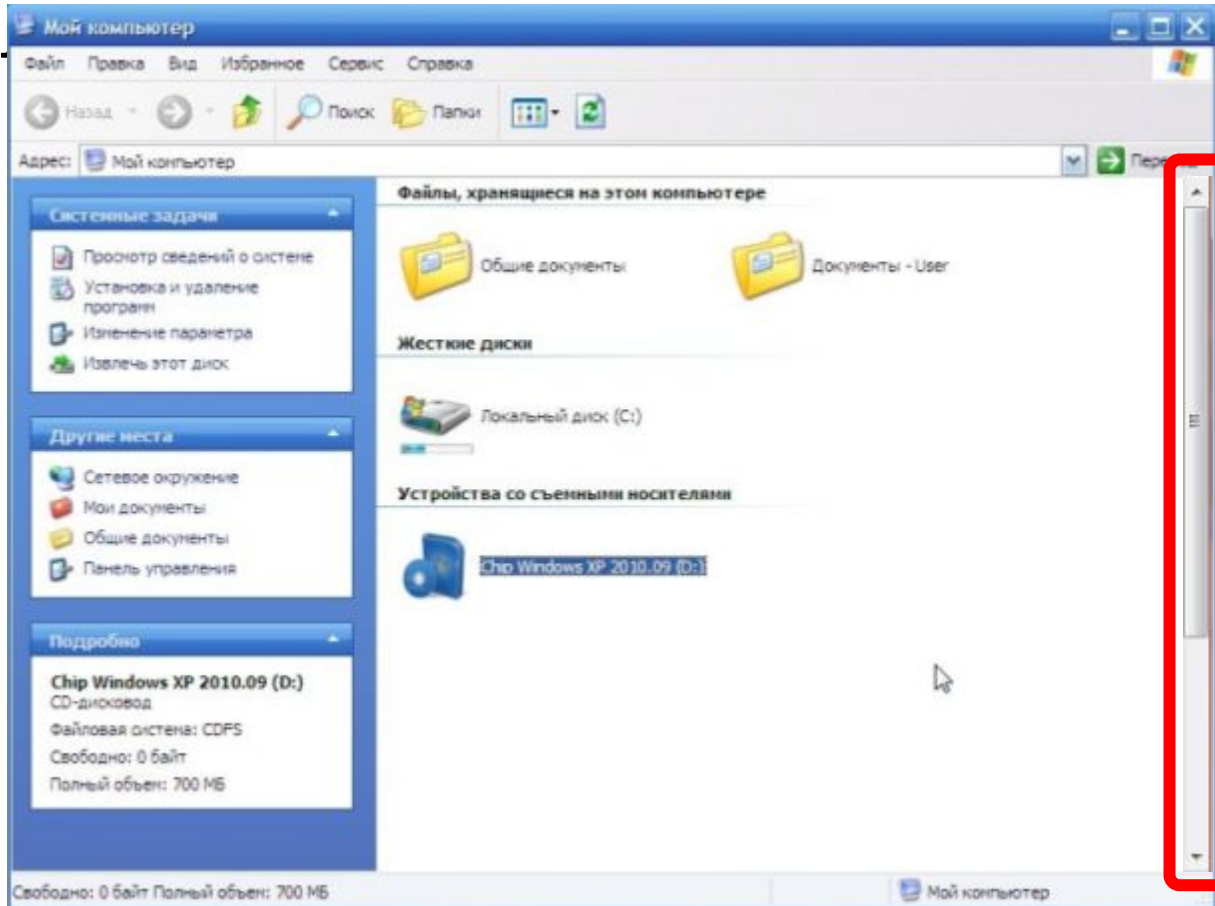 Мой компьютер
Файл Правка Вид Избранное Сервис Справка
Назад Поиск Папки
Адрес: Мой компьютер
Системные задачи
Просмотр сведений о системе
Установка и удаление
программ
Изменение параметра
Извлечь этот диск
Другие места
Сетевое окружение
Мои документы
Общие документы
Панель управления
Подробно
Chip Windows XP 2010.09 (D:)
CD-дисковод
Файловая система: CDFS
Свободно: 0 байт
Полный объем: 700 МБ
Файлы, хранящиеся на этом компьютере
Общие документы Документы - User
Жесткие диски
Локальный диск (C:)
Устройства со съемными носителями
Chip Windows XP 2010.09 (D:)
Свободно: 0 байт Полный объем: 700 МБ Мой компьютер